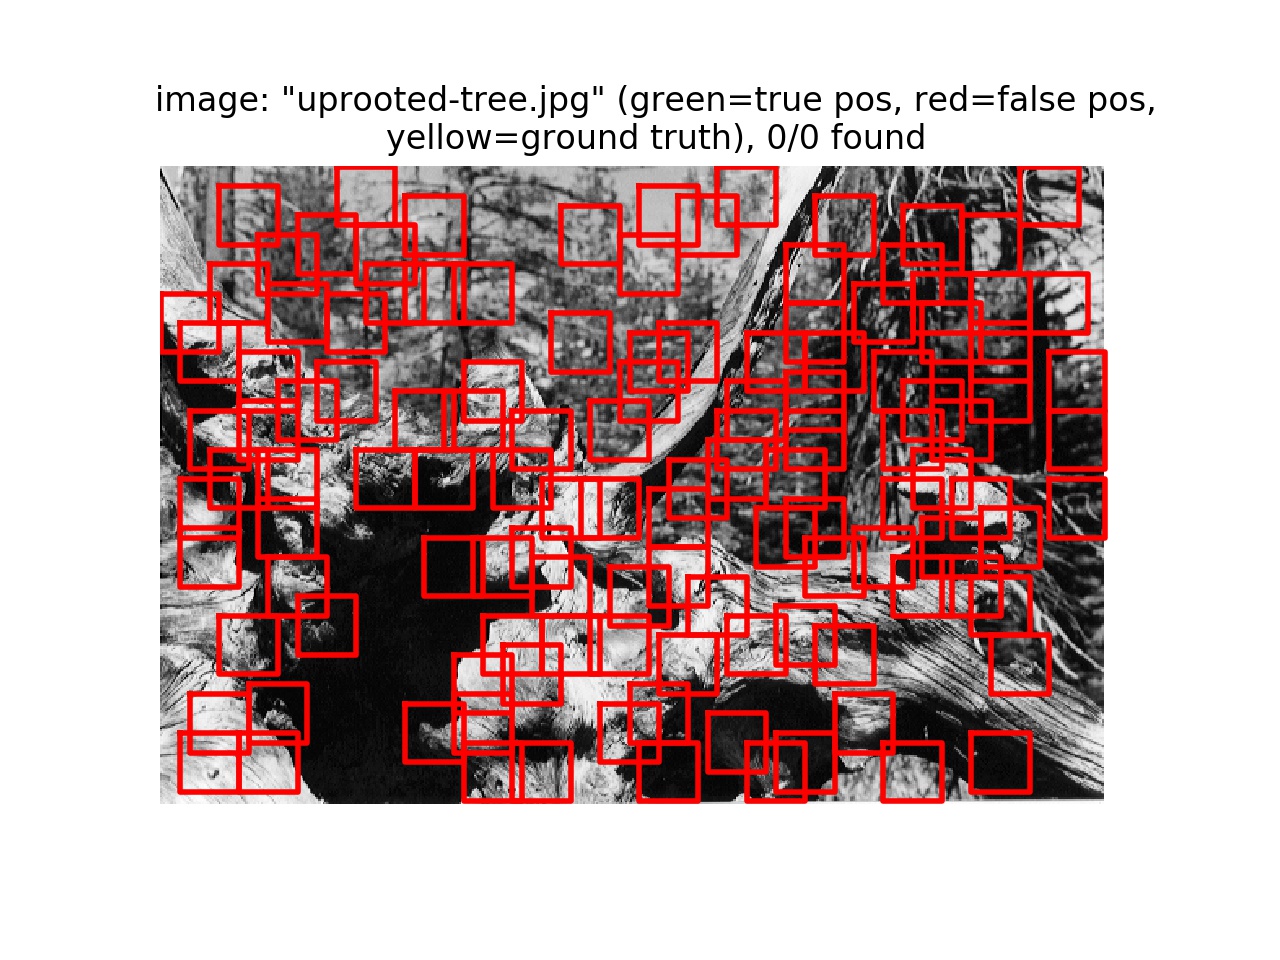 image: "uprooted-tree.jpg" (green=true pos, red=false pos,
yellow=ground truth), 0/0 found